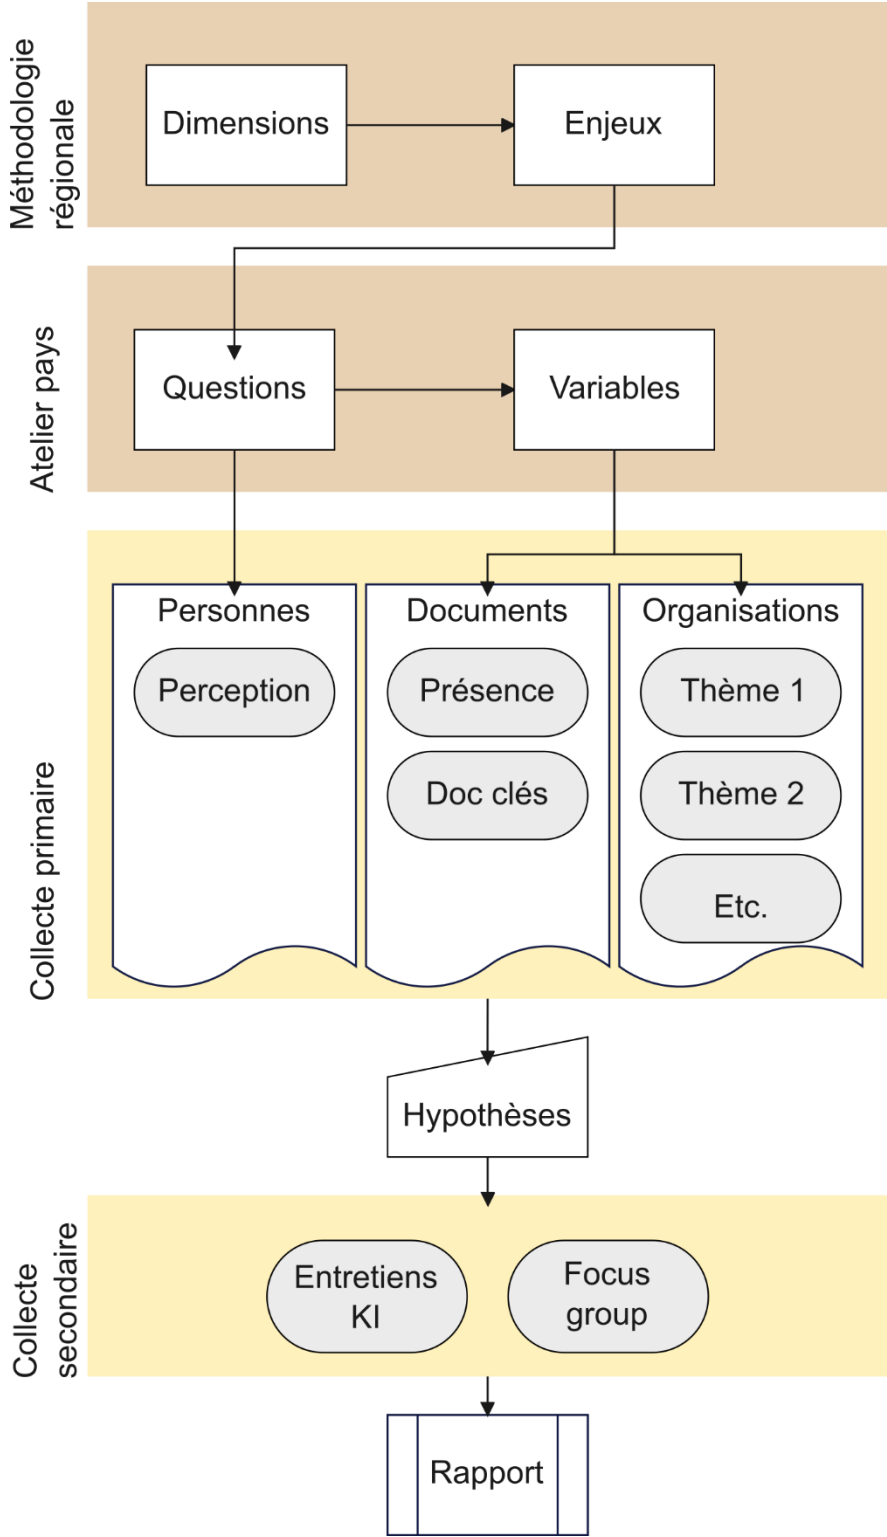 Méthodologie
régionale
Dimensions
Enjeux
Atelier pays
Questions
Variables
Collecte primaire
Personnes
Perception
Documents
Présence
Doc clés
Organisations
Thème 1
Thème 2
Etc.
Hypothèses
Collecte
secondaire
Entretiens
KI
Focus
group
Rapport